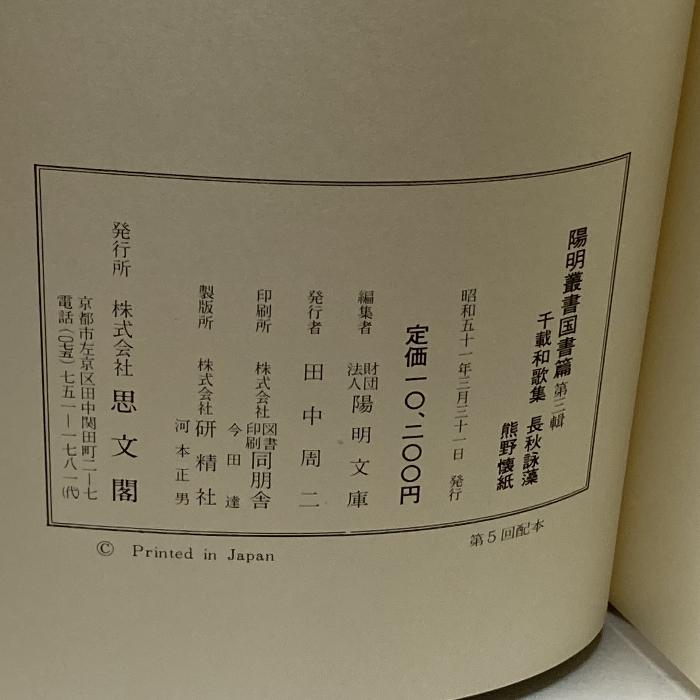 陽明叢書国書篇 第三輯
千載和歌集 長秋詠藻
熊野懐紙
昭和五十一年三月三十一日 発行
定価一〇、二〇〇円
編集者 財団法人 陽明文庫
発行者 田中周二
印刷所 株式会社 図書印刷 同朋舎
今田達
製版所 株式会社 研精社
河本正男
発行所 株式会社 思文閣
京都市左京区田中関田町二ー七
電話(〇七五)七五一ー一七八一(代)
第5回配本
© Printed in Japan